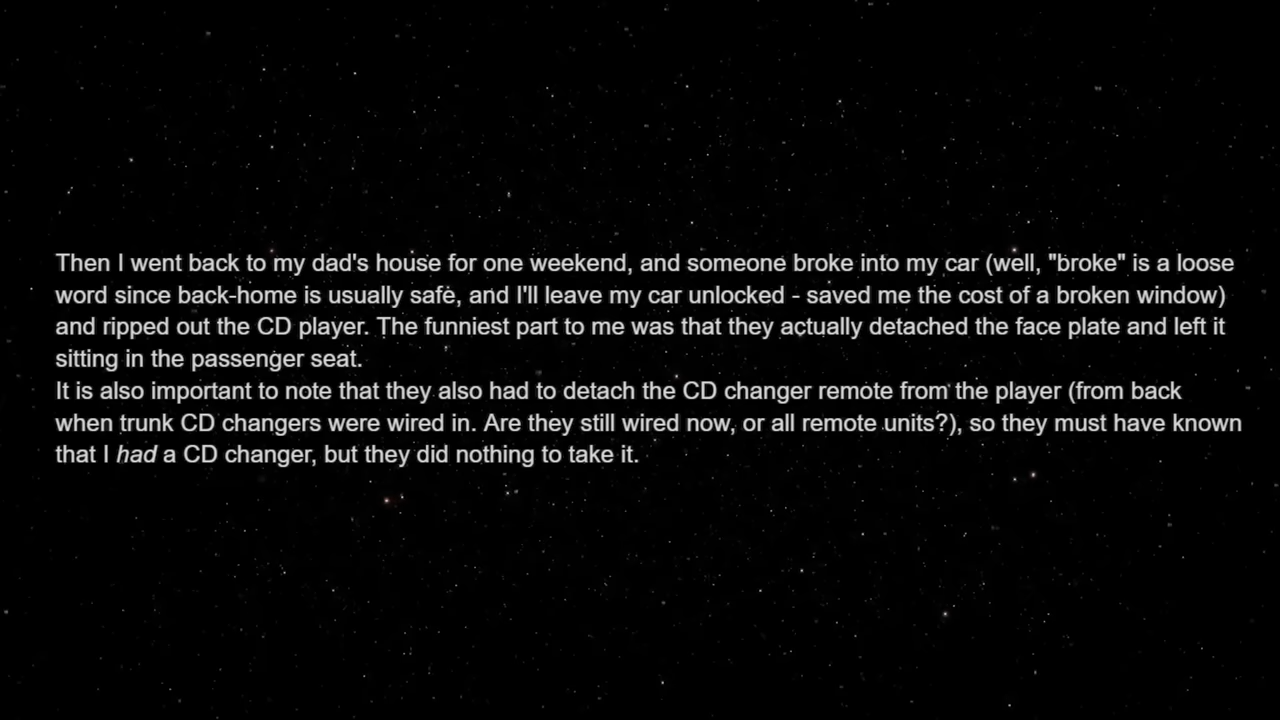 Then I went back to my dad's house for one weekend, and someone broke into my car (well, "broke" is a loose
word since back-home is usually safe, and I'll leave my car unlocked - saved me the cost of a broken window)
and ripped out the CD player. The funniest part to me was that they actually detached the face plate and left it
sitting in the passenger seat.
It is also important to note that they also had to detach the CD changer remote from the player (from back
when trunk CD changers were wired in. Are they still wired now, or all remote units?), so they must have known
that I had a CD changer, but they did nothing to take it.